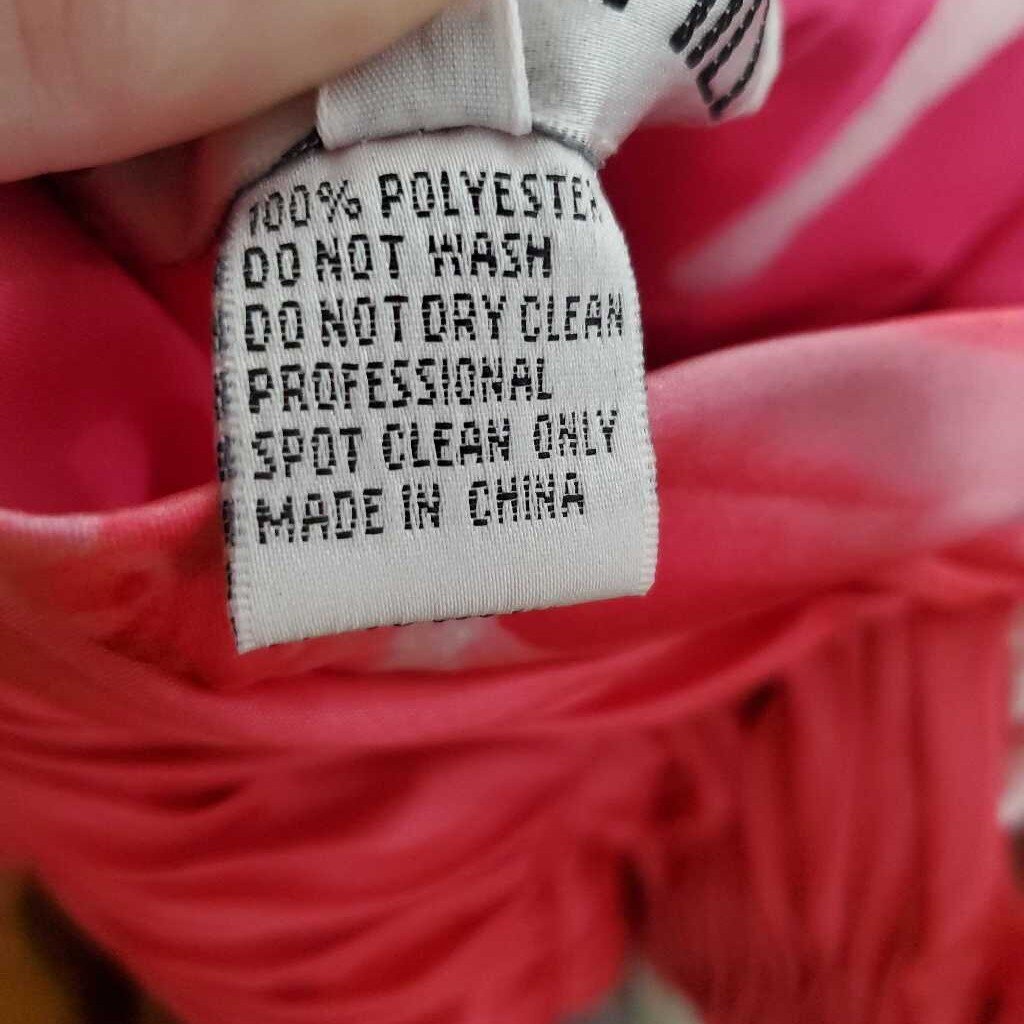 100% POLYESTER
DO NOT WASH
DO NOT DRY CLEAN
PROFESSIONAL
SPOT CLEAN ONLY
MADE IN CHINA